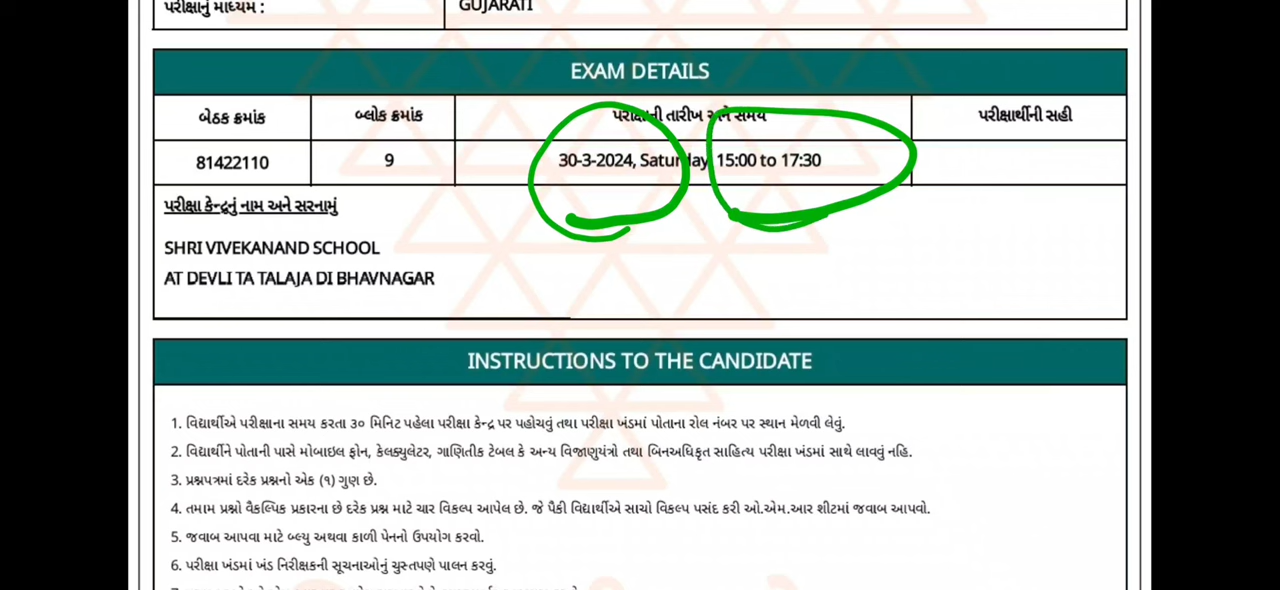 પરીક્ષાનું માધ્યમ : GUJARATI
EXAM DETAILS
બેઠક ક્રમાંક બ્લોક ક્રમાંક પરીક્ષાની તારીખ અને સમય પરીક્ષાર્થીની સહી
81422110 9 30-3-2024, Saturday 15:00 to 17:30
પરીક્ષા કેન્દ્રનું નામ અને સરનામું
SHRI VIVEKANAND SCHOOL
AT DEVLI TA TALAJA DI BHAVNAGAR
INSTRUCTIONS TO THE CANDIDATE
1. વિદ્યાર્થીએ પરીક્ષાના સમય કરતા ૩૦ મિનિટ પહેલા પરીક્ષા કેન્દ્ર પર પહોચવું તથા પરીક્ષા ખંડમાં પોતાના રોલ નંબર પર સ્થાન મેળવી લેવું.
2. વિદ્યાર્થીને પોતાની પાસે મોબાઇલ ફોન, કેલક્યુલેટર, ગાણિતીક ટેબલ કે અન્ય વિજાણુયંત્રો તથા બિનઅધિકૃત સાહિત્ય પરીક્ષા ખંડમાં સાથે લાવવું નહિ.
3. પ્રશ્નપત્રમાં દરેક પ્રશ્નનો એક (૧) ગુણ છે.
4. તમામ પ્રશ્નો વૈકલ્પિક પ્રકારના છે દરેક પ્રશ્ન માટે ચાર વિકલ્પ આપેલ છે. જે પૈકી વિદ્યાર્થીએ સાચો વિકલ્પ પસંદ કરી ઓ.એમ.આર શીટમાં જવાબ આપવો.
5. જવાબ આપવા માટે બ્લ્યુ અથવા કાળી પેનનો ઉપયોગ કરવો.
6. પરીક્ષા ખંડમાં ખંડ નિરીક્ષકની સૂચનાઓનું ચુસ્તપણે પાલન કરવું.